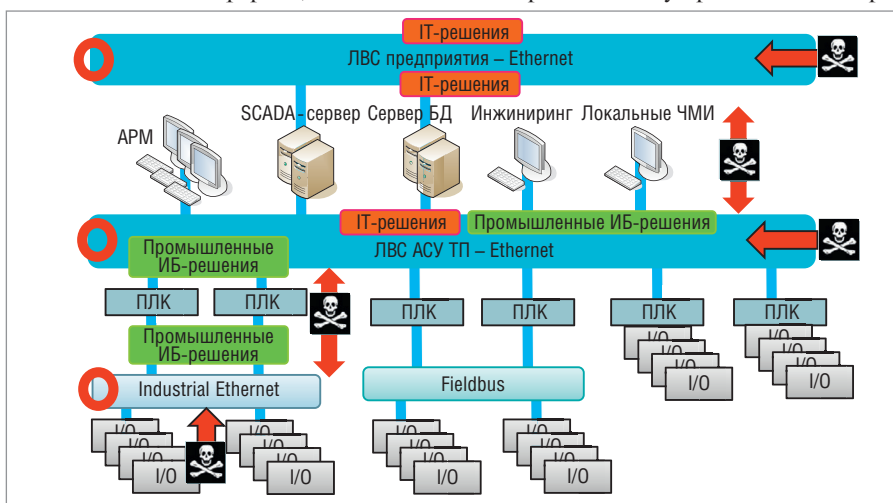 IT-решения
ЛВС предприятия – Ethernet
IT-решения
SCADA-сервер Сервер БД Инжиниринг Локальные ЧМИ
АРМ
IT-решения Промышленные ИБ-решения
ЛВС АСУ ТП – Ethernet
Промышленные
ИБ-решения
ПЛК ПЛК ПЛК ПЛК ПЛК ПЛК
Промышленные
ИБ-решения
I/O I/O
I/O I/O
Industrial Ethernet Fieldbus
I/O I/O I/O I/O
I/O I/O I/O I/O